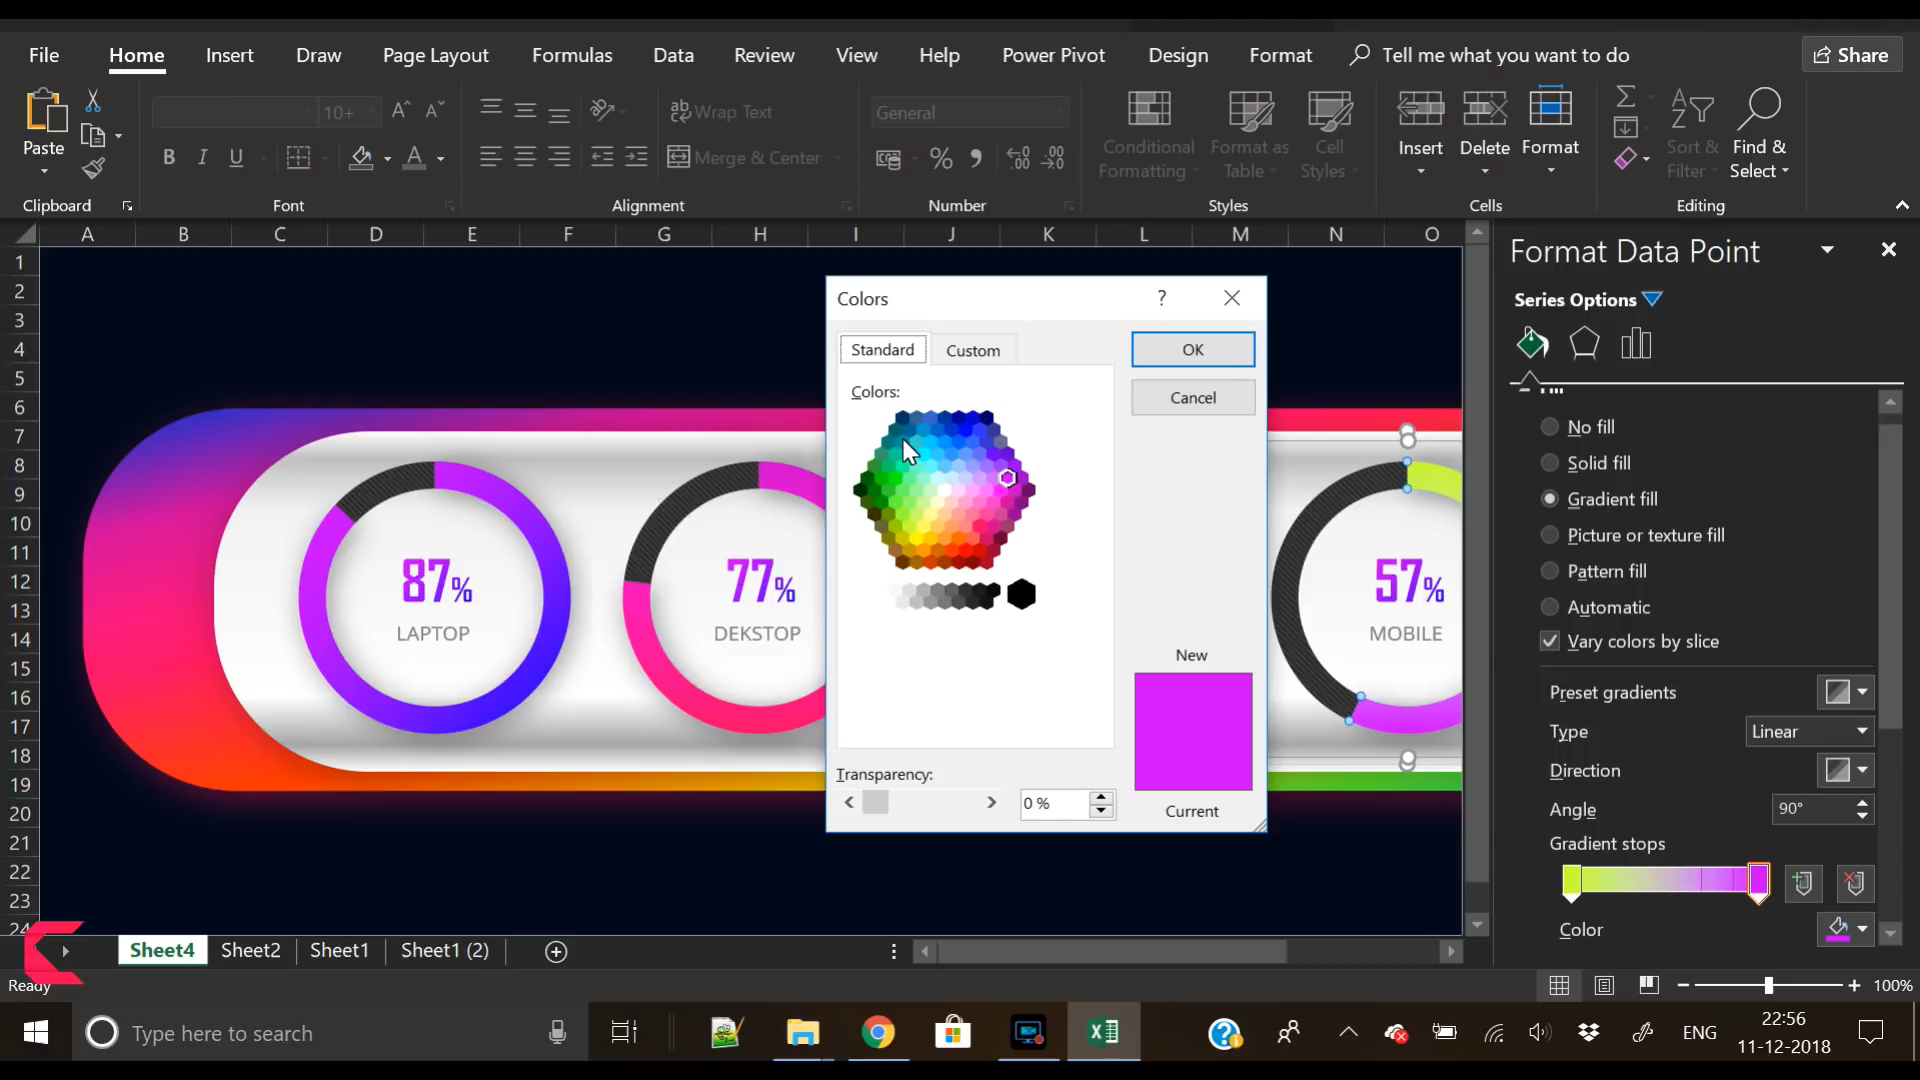 File Home Insert Draw Page Layout Formulas Data Review View Help Power Pivot Design Format Tell me what you want to do Share
10+ General
ab Wrap Text
Paste Conditional Format as Cell Insert Delete Format Sort & Find &
B I U A Merge & Center % Formatting Table Styles Filter Select
Clipboard Font Alignment Number Styles Cells Editing
A B C D E F G H I J K L M N O
Format Data Point
Series Options
1
2
3
4
5
6
7
8
9
10
11
12
13
14
15
16
17
18
19
20
21
22
23
24
Colors ?
Standard Custom OK
Colors: Cancel
New
Transparency:
0 % Current
87%
LAPTOP
77%
DEKSTOP
57%
MOBILE
No fill
Solid fill
Gradient fill
Picture or texture fill
Pattern fill
Automatic
Vary colors by slice
Preset gradients
Type Linear
Direction
Angle 90°
Gradient stops
Color
Sheet4 Sheet2 Sheet1 Sheet1 (2)
Ready 100%
Type here to search ENG 22:56
11-12-2018